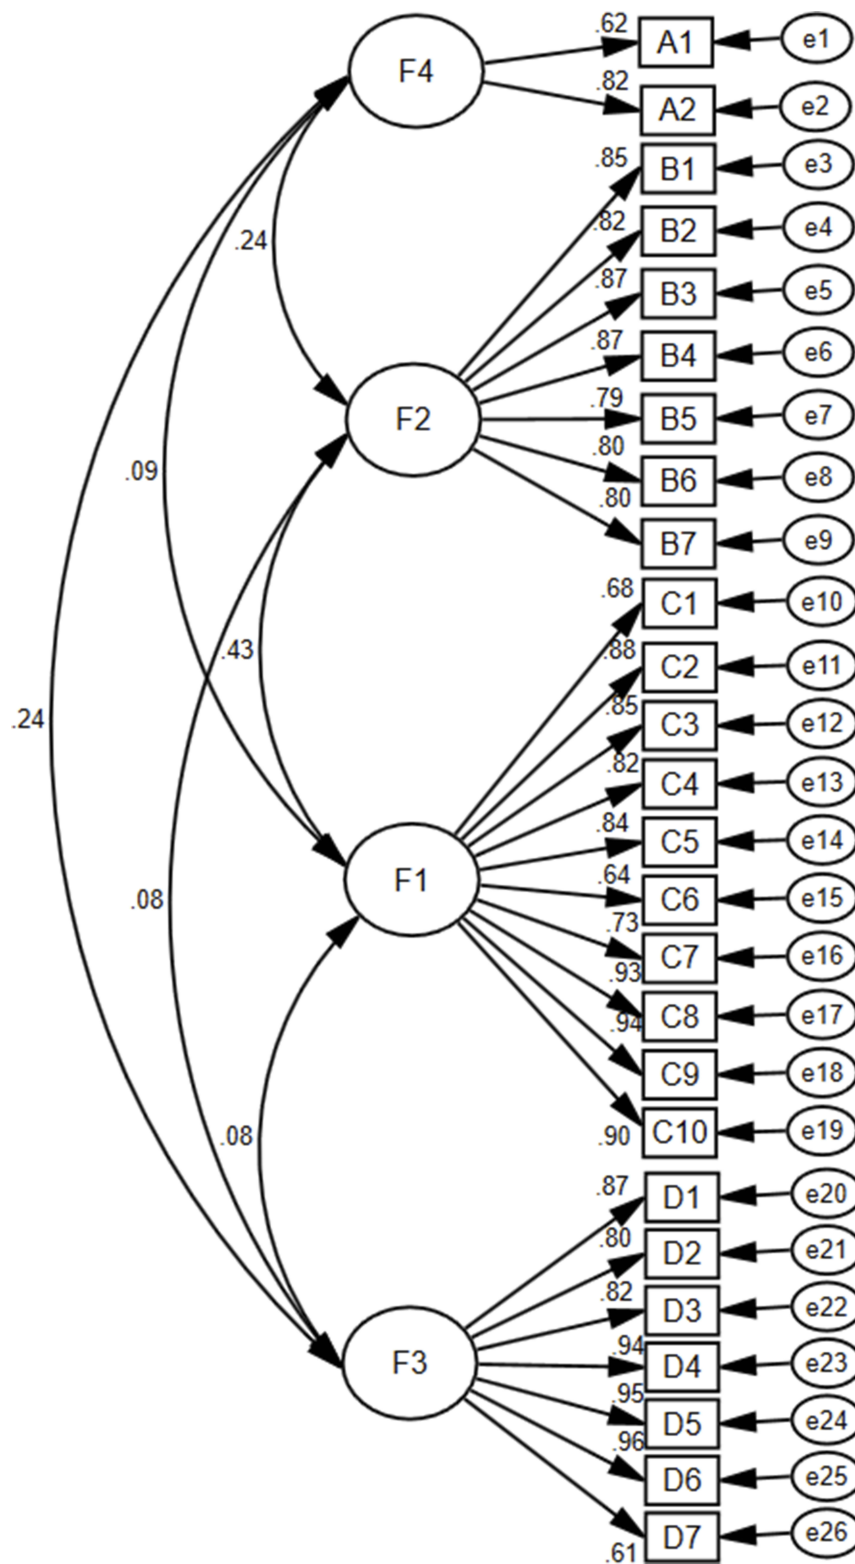 .62
A1
e1
F4
.82
A2
e2
.85
B1
e3
.82
B2
e4
.24
.87
B3
e5
.87
B4
e6
.79
F2
B5
e7
.80
.09
B6
e8
.80
B7
e9
.68
C1
e10
.43
.88
C2
e11
.24
.85
C3
e12
.82
C4
e13
.84
C5
e14
F1
.64
C6
e15
.08
.73
C7
e16
.93
C8
e17
.94
C9
e18
.08
.90
C10
e19
.87
D1
e20
.80
D2
e21
.82
D3
e22
.94
F3
D4
e23
.95
D5
e24
.96
D6
e25
.61
D7
e26